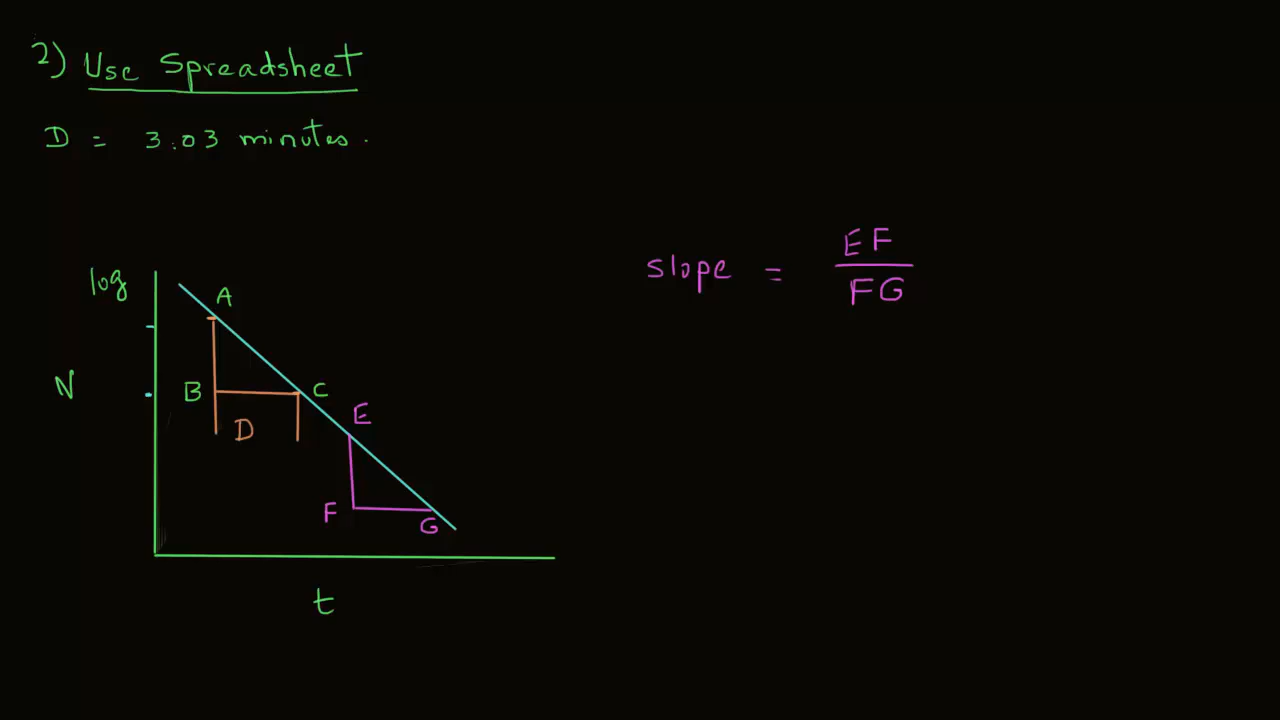 2) Use Spreadsheet
D = 3.03 minutes.
slope = EF / FG
log
N
A
B
C
D
E
F
G
t